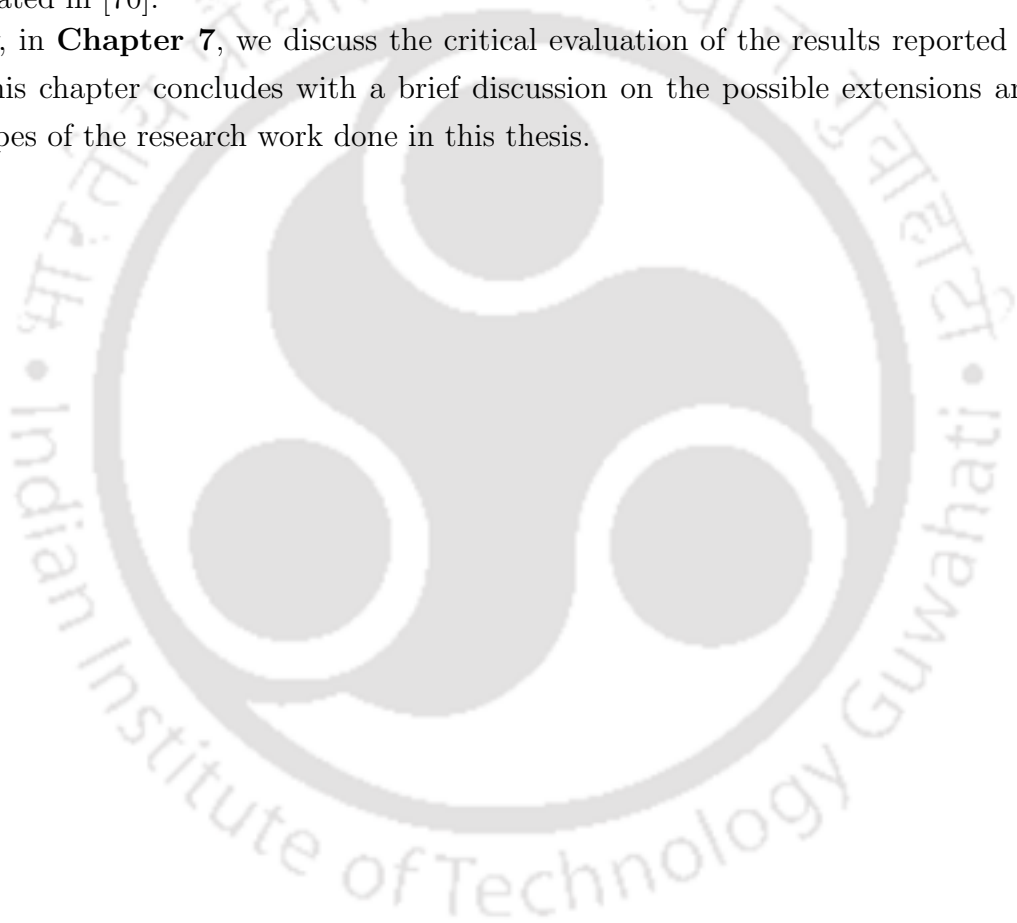 ated in [70].
, in Chapter 7, we discuss the critical evaluation of the results reported
his chapter concludes with a brief discussion on the possible extensions an
pes of the research work done in this thesis.
• Indian Institute of Technology Guwahati •